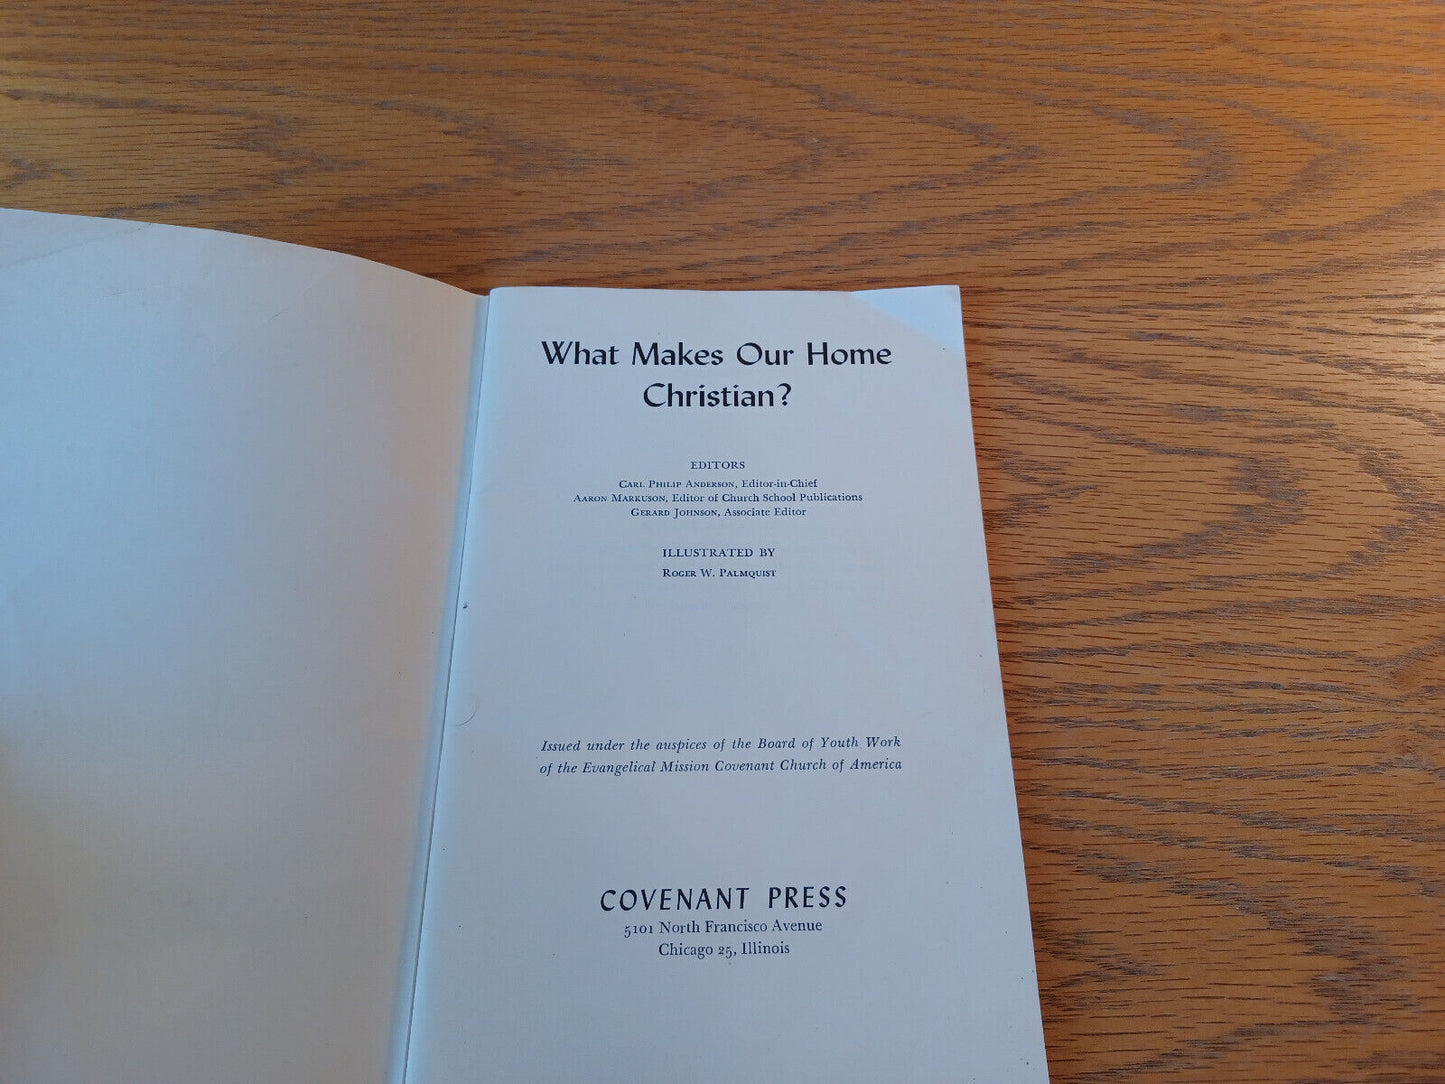 What Makes Our Home
Christian?
EDITORS
Carl Philip Anderson, Editor-in-Chief
Aaron Markuson, Editor of Church School Publications
Gerard Johnson, Associate Editor
ILLUSTRATED BY
Roger W. Palmquist
Issued under the auspices of the Board of Youth Work
of the Evangelical Mission Covenant Church of America
COVENANT PRESS
5101 North Francisco Avenue
Chicago 25, Illinois